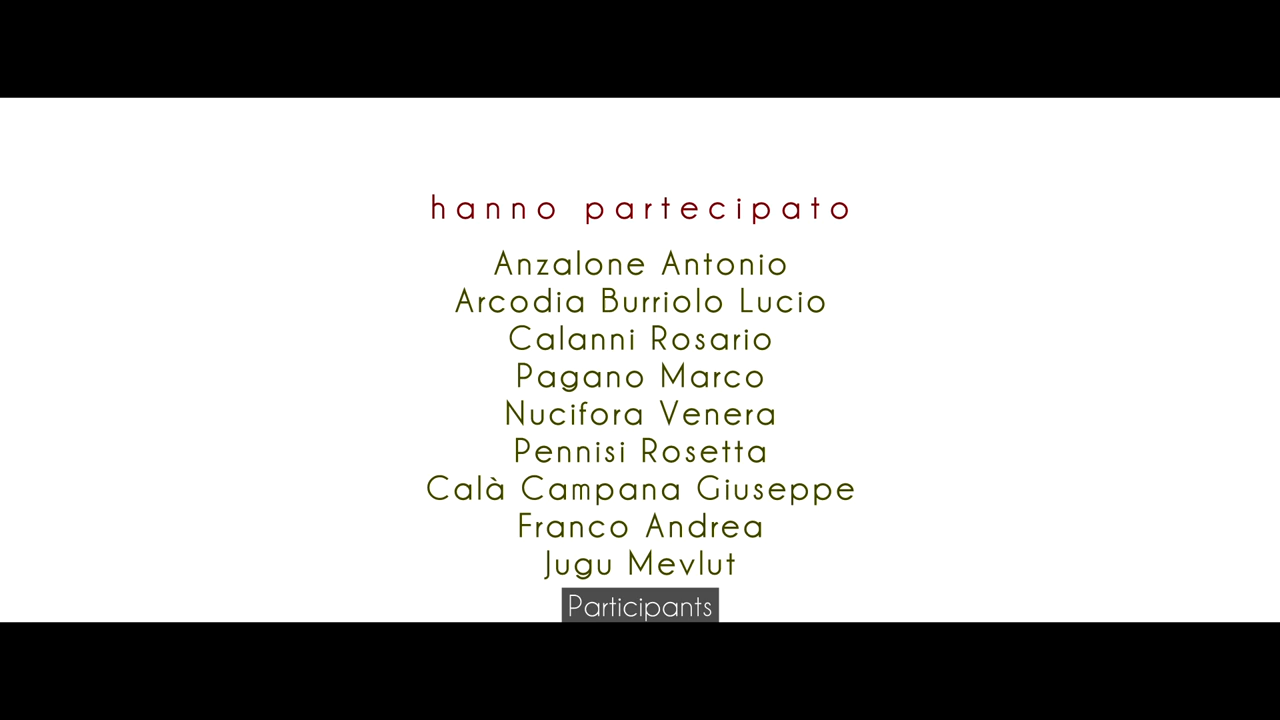 hanno partecipato
Anzalone Antonio
Arcodia Burriolo Lucio
Calanni Rosario
Pagano Marco
Nucifora Venera
Pennisi Rosetta
Calà Campana Giuseppe
Franco Andrea
Jugu Mevlut
Participants